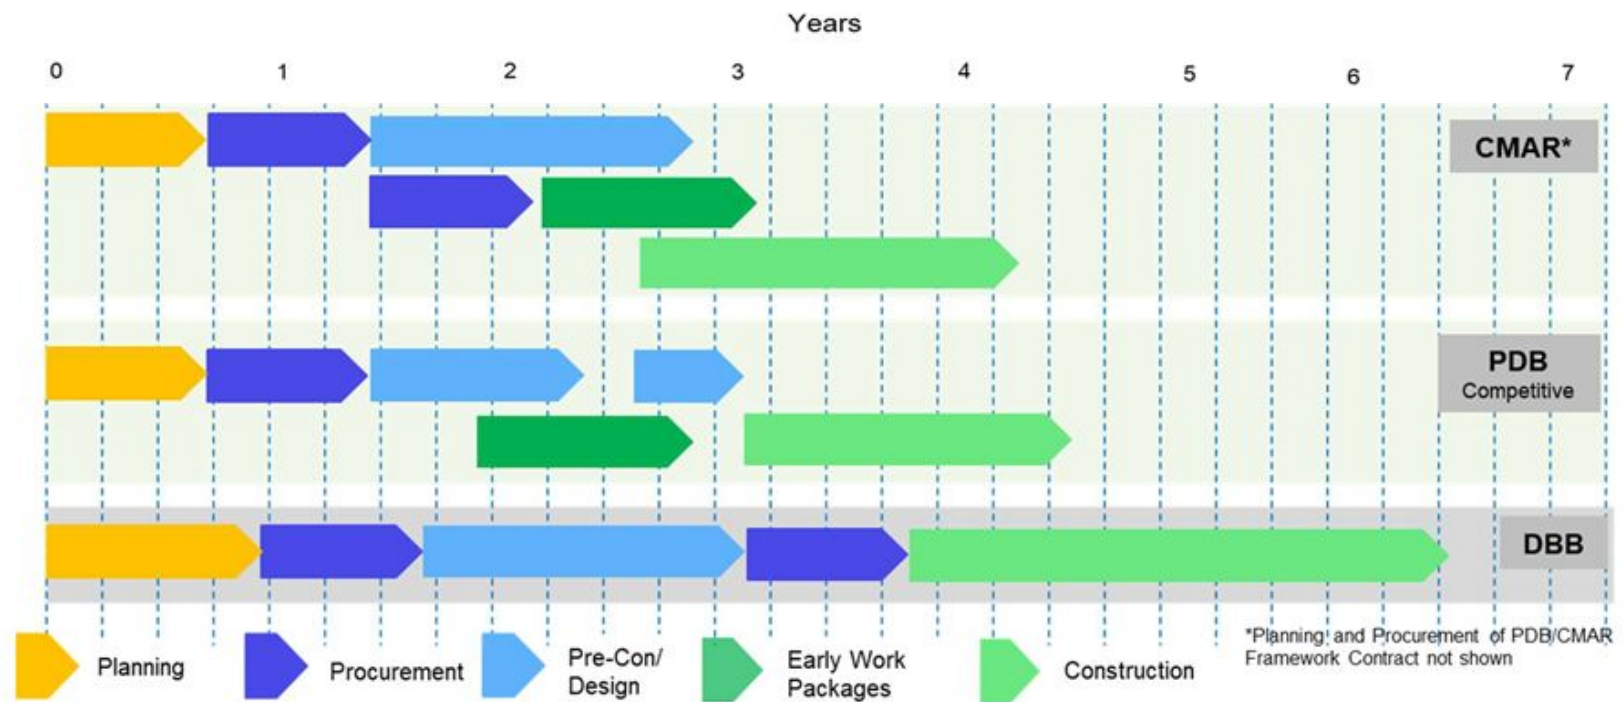 Years
0 1 2 3 4 5 6 7
CMAR*
PDB
Competitive
DBB
Planning
Procurement
Pre-Con/
Design
Early Work
Packages
Construction
*Planning and Procurement of PDB/CMAR
Framework Contract not shown